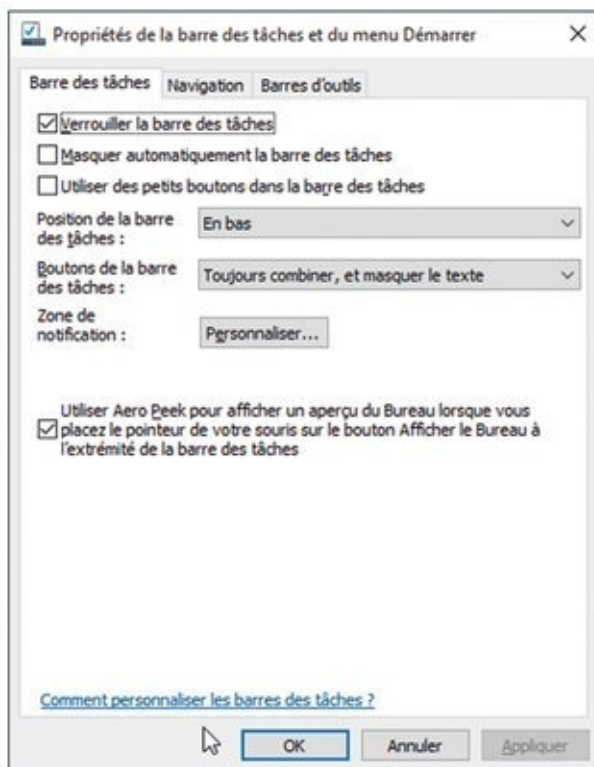 Propriétés de la barre des tâches et du menu Démarrer
Barre des tâches Navigation Barres d'outils
Verrouiller la barre des tâches
Masquer automatiquement la barre des tâches
Utiliser des petits boutons dans la barre des tâches
Position de la barre
des tâches :
En bas
Boutons de la barre
des tâches :
Toujours combiner, et masquer le texte
Zone de
notification :
Personnaliser...
Utiliser Aero Peek pour afficher un aperçu du Bureau lorsque vous
placez le pointeur de votre souris sur le bouton Afficher le Bureau à
l'extrémité de la barre des tâches
Comment personnaliser les barres des tâches ?
OK Annuler Appliquer